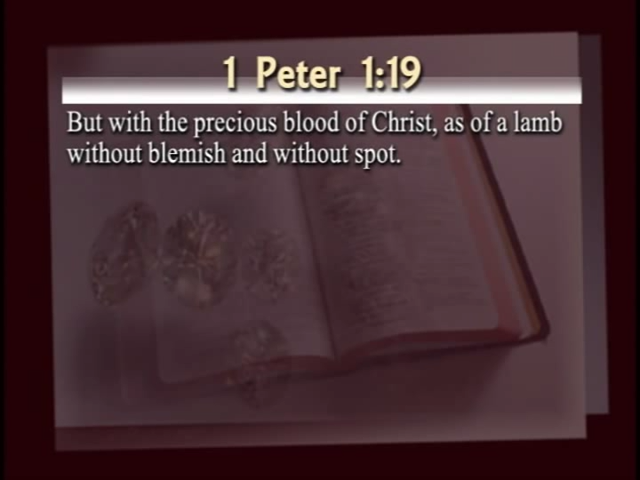 1 Peter 1:19
But with the precious blood of Christ, as of a lamb
without blemish and without spot.